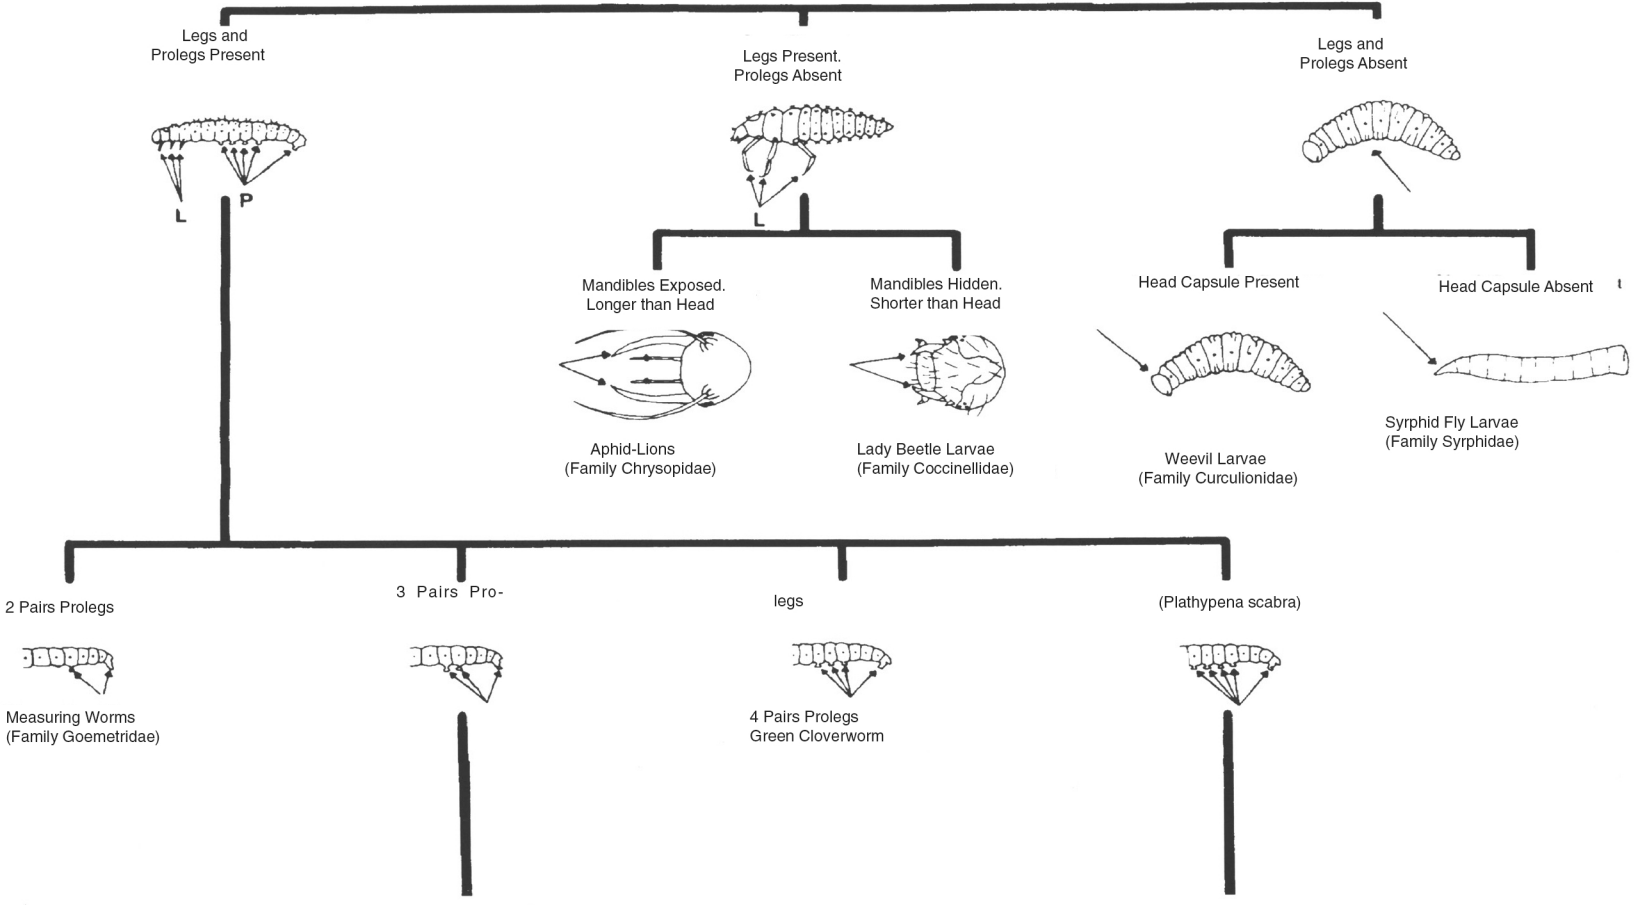 Legs and
Prolegs Present
Legs Present.
Prolegs Absent
Legs and
Prolegs Absent
L
P
L
Mandibles Exposed.
Longer than Head
Mandibles Hidden.
Shorter than Head
Head Capsule Present
Head Capsule Absent
Aphid-Lions
(Family Chrysopidae)
Lady Beetle Larvae
(Family Coccinellidae)
Weevil Larvae
(Family Curculionidae)
Syrphid Fly Larvae
(Family Syrphidae)
2 Pairs Prolegs
3 Pairs Pro-
legs
(Plathypena scabra)
Measuring Worms
(Family Goemetridae)
4 Pairs Prolegs
Green Cloverworm